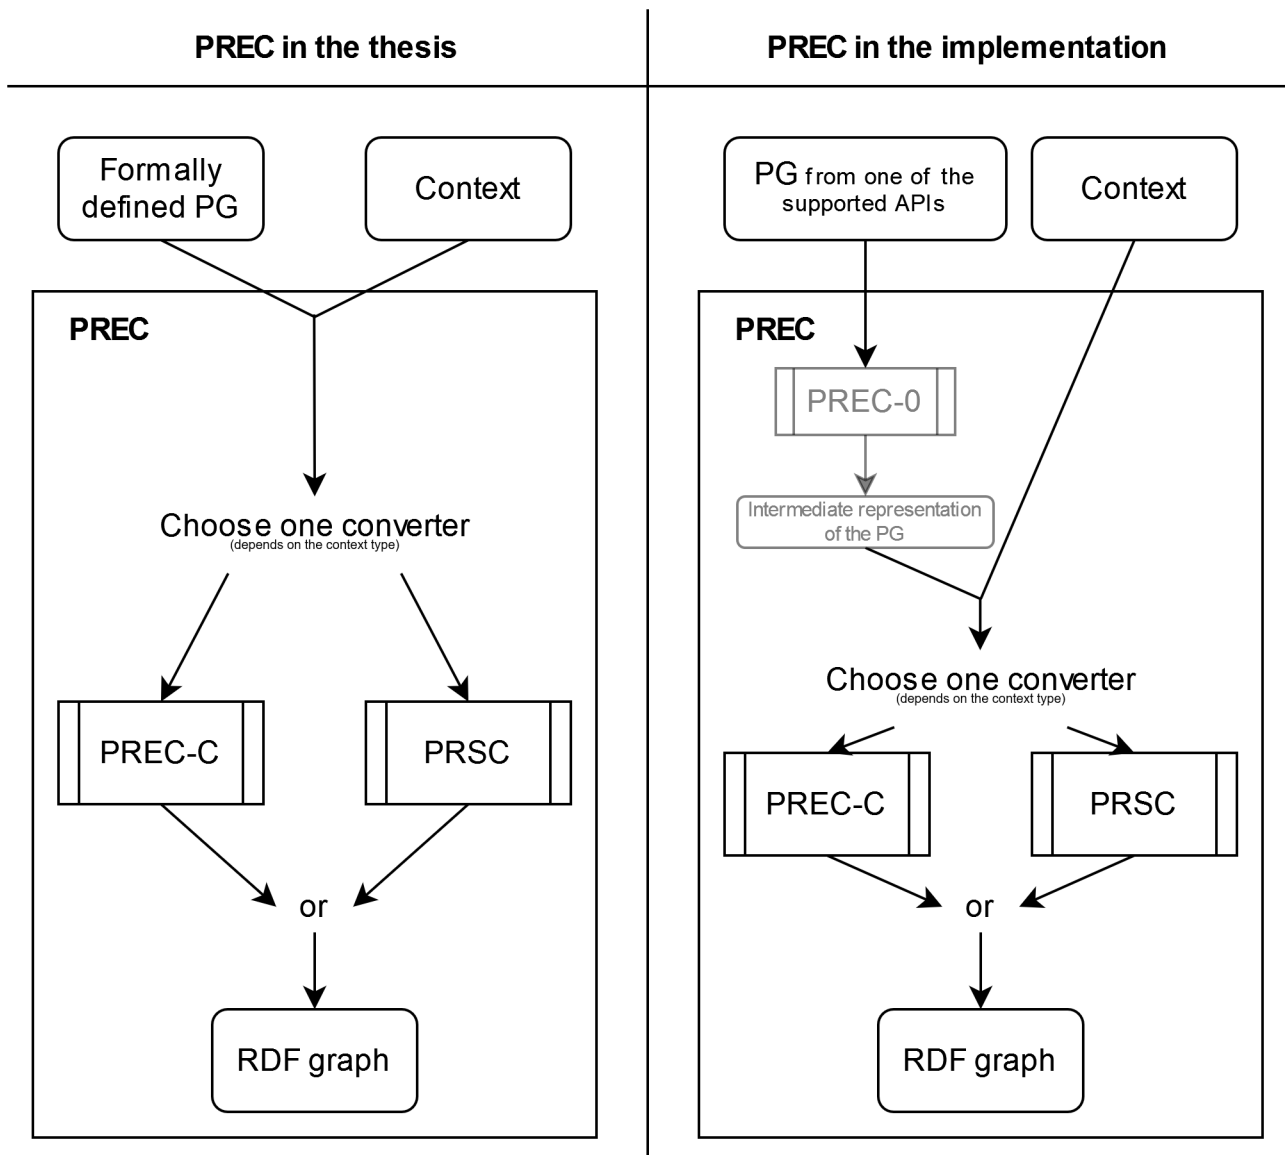 PREC in the thesis
Formally
defined PG
Context
PREC
Choose one converter
(depends on the context type)
PREC-C
PRSC
or
RDF graph
PREC in the implementation
PG from one of the
supported APIs
Context
PREC
PREC-0
Intermediate representation
of the PG
Choose one converter
(depends on the context type)
PREC-C
PRSC
or
RDF graph